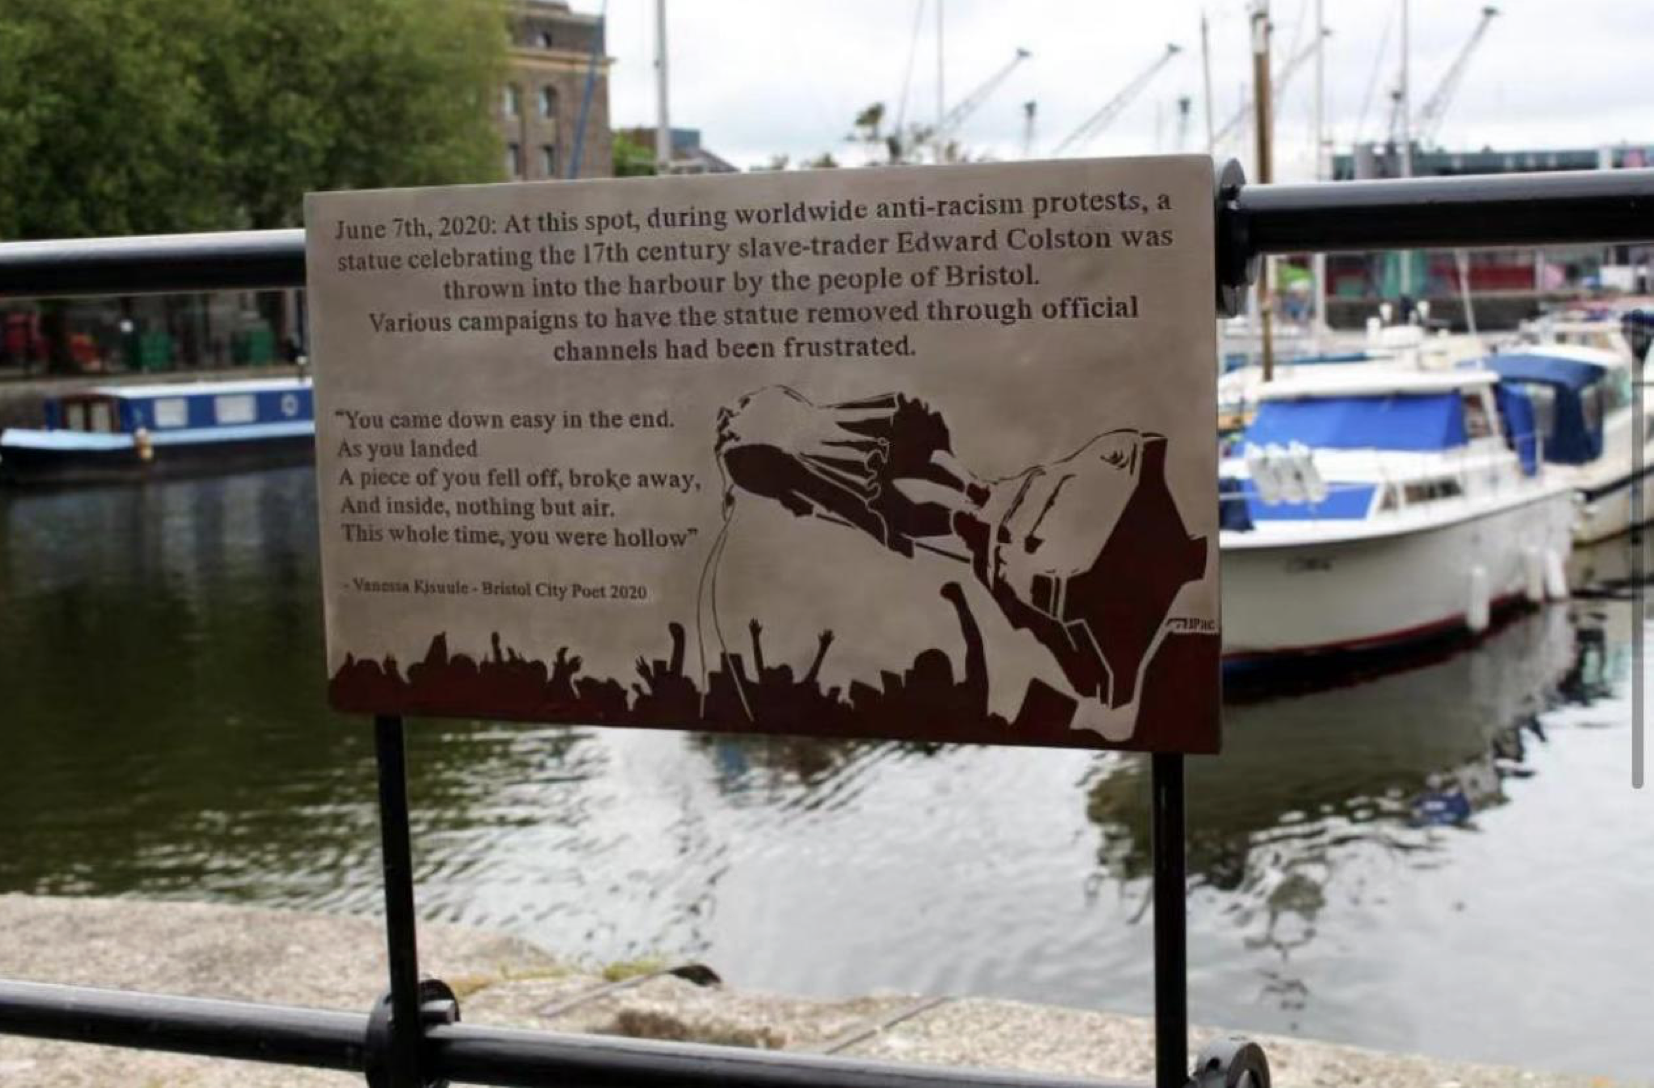 June 7th, 2020: At this spot, during worldwide anti-racism protests, a
statue celebrating the 17th century slave-trader Edward Colston was
thrown into the harbour by the people of Bristol.
Various campaigns to have the statue removed through official
channels had been frustrated.
“You came down easy in the end.
As you landed
A piece of you fell off, broke away,
And inside, nothing but air.
This whole time, you were hollow”
- Vanessa Kisuule - Bristol City Poet 2020